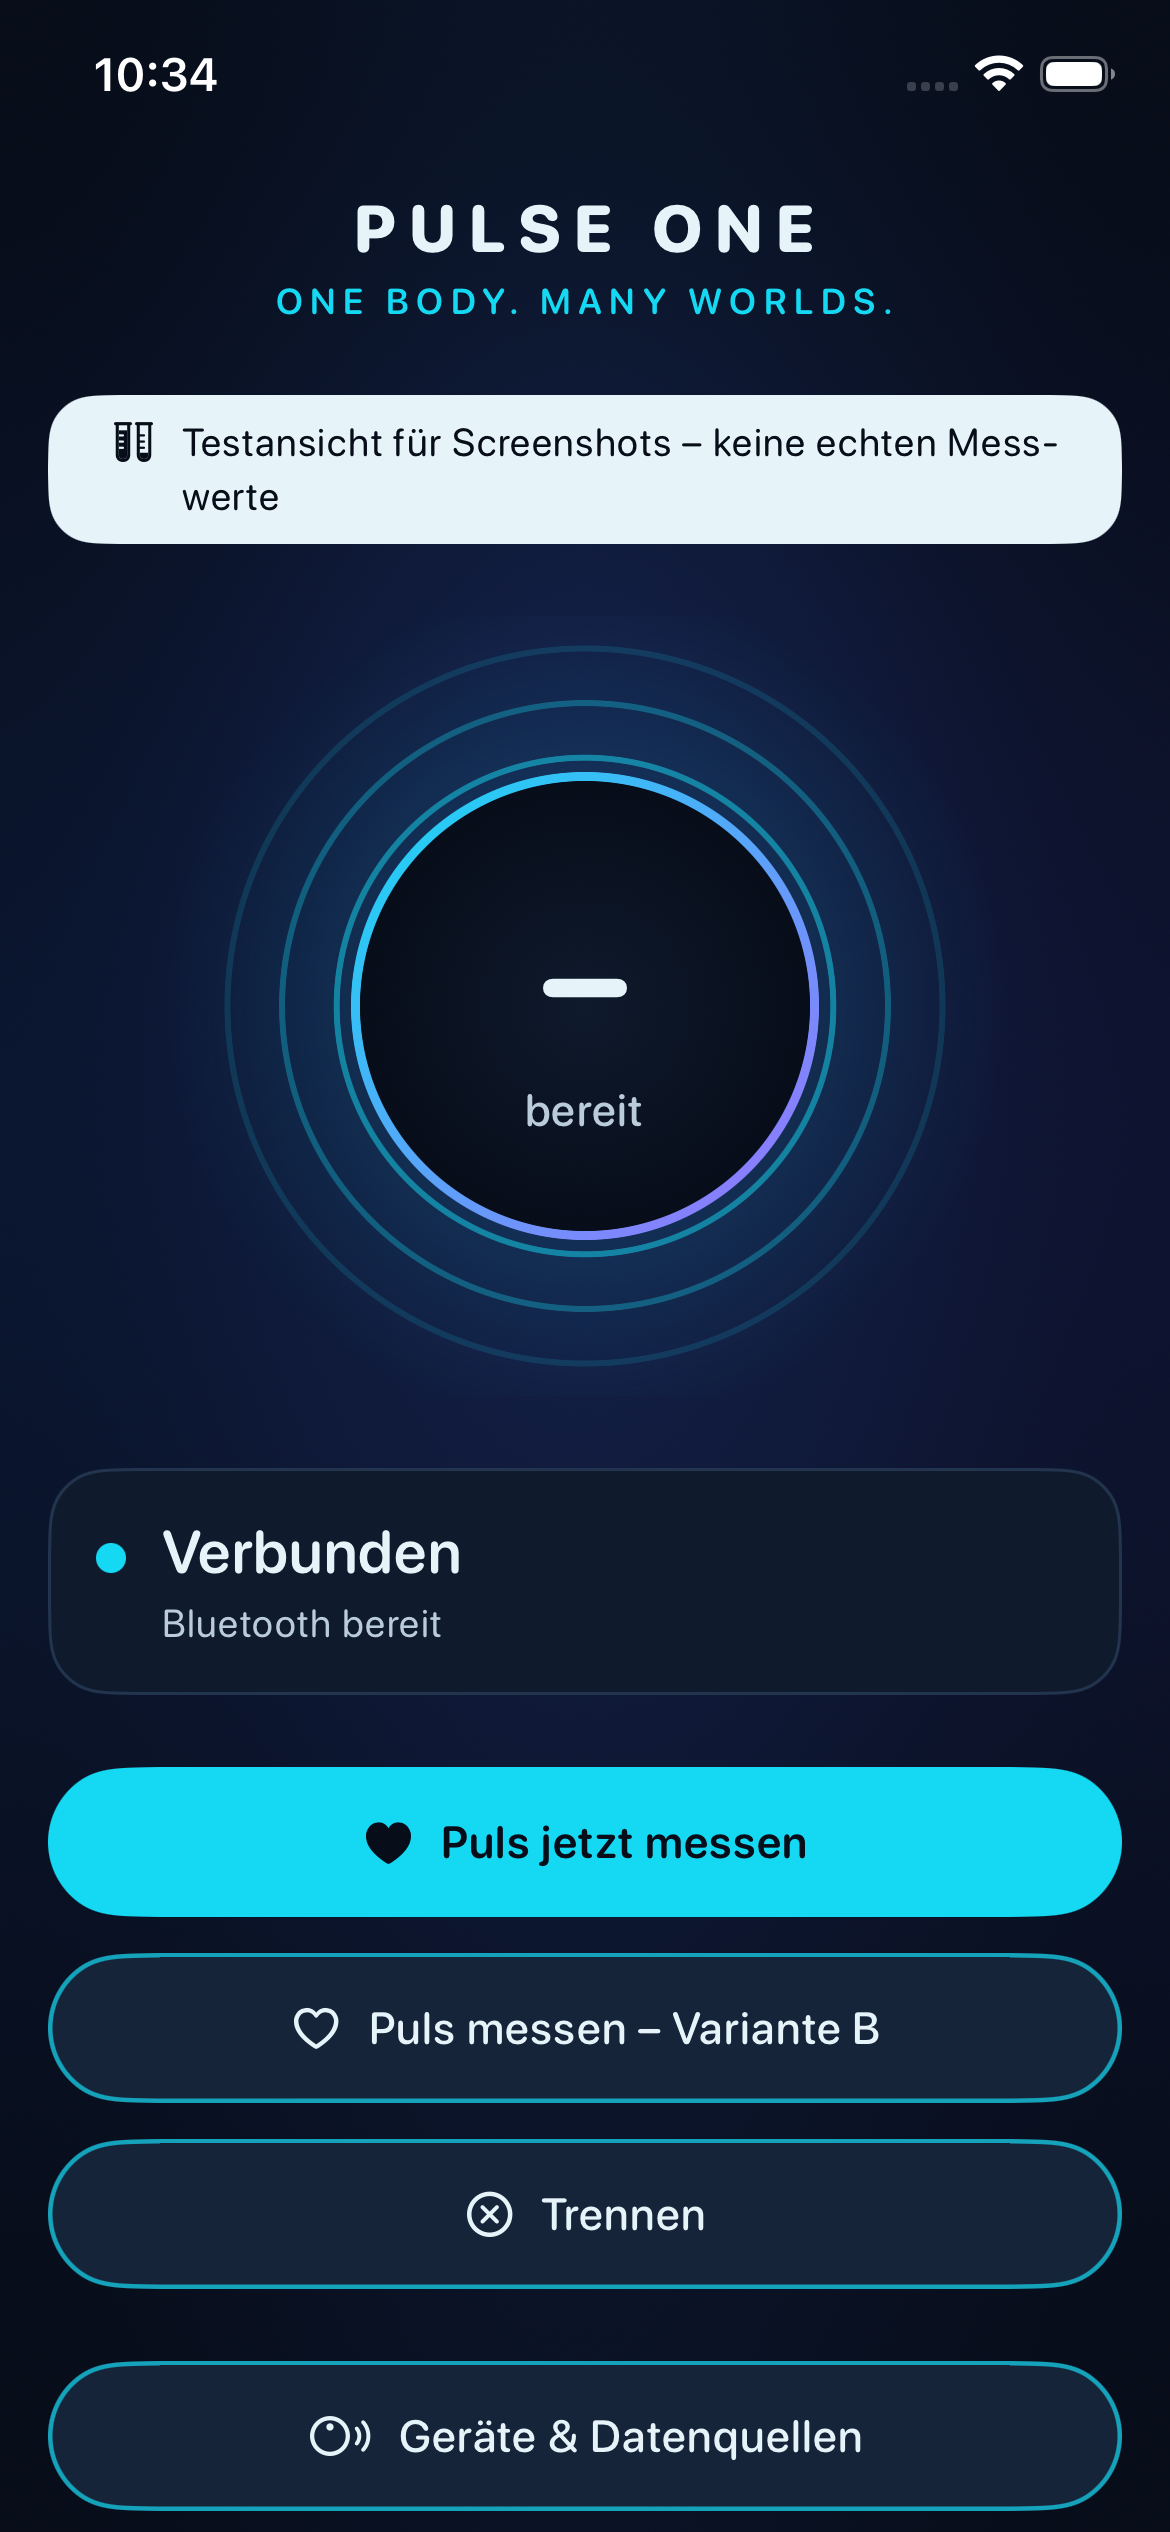 10:34
PULSE ONE
ONE BODY. MANY WORLDS.
Testansicht für Screenshots – keine echten Mess-
werte
–
bereit
Verbunden
Bluetooth bereit
Puls jetzt messen
Puls messen – Variante B
Trennen
Geräte & Datenquellen